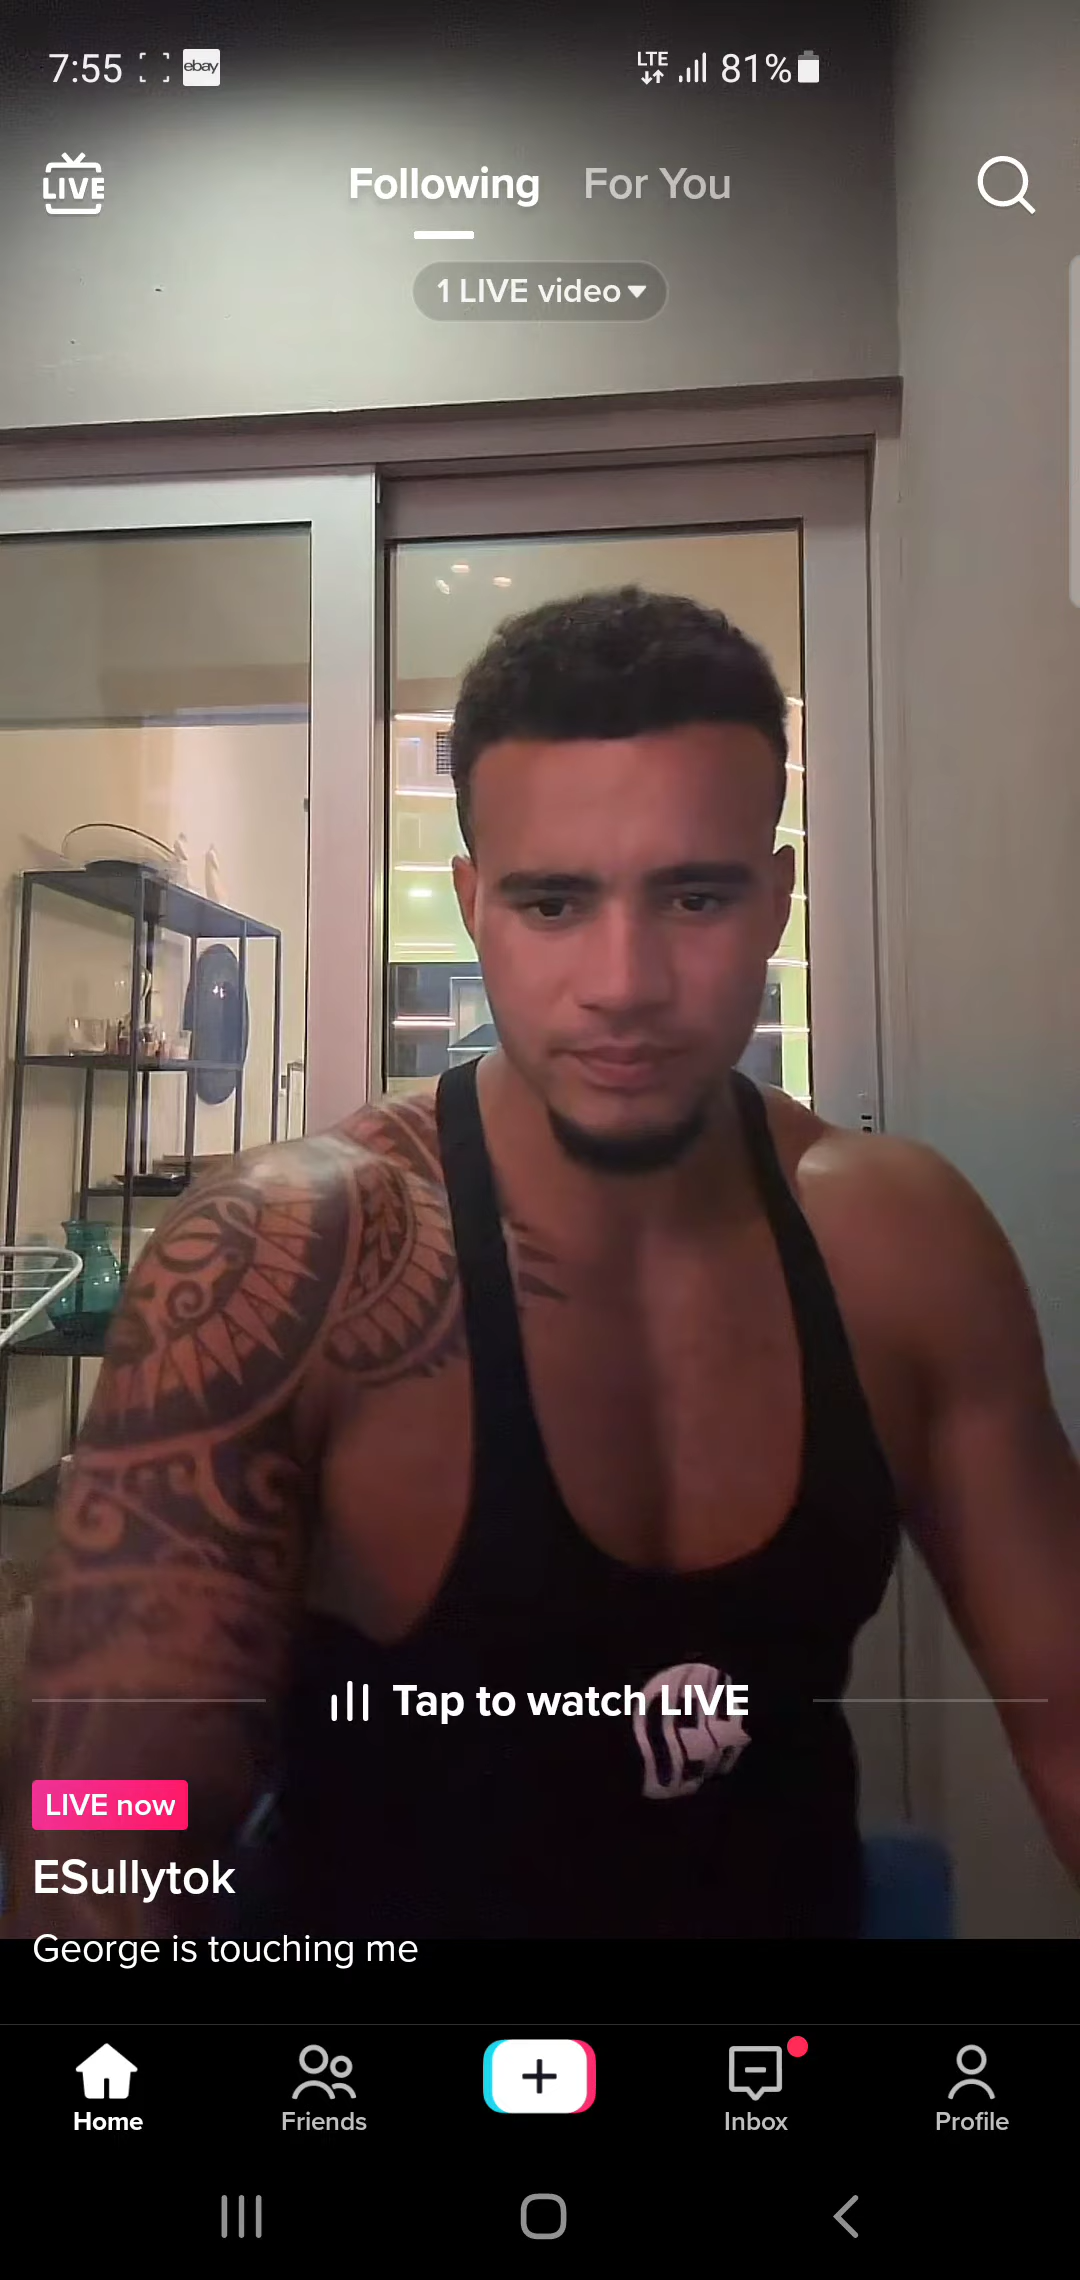 7:55 ebay LTE 81%
LIVE Following For You
1 LIVE video
Tap to watch LIVE
LIVE now
ESullytok
George is touching me
Home Friends Inbox Profile